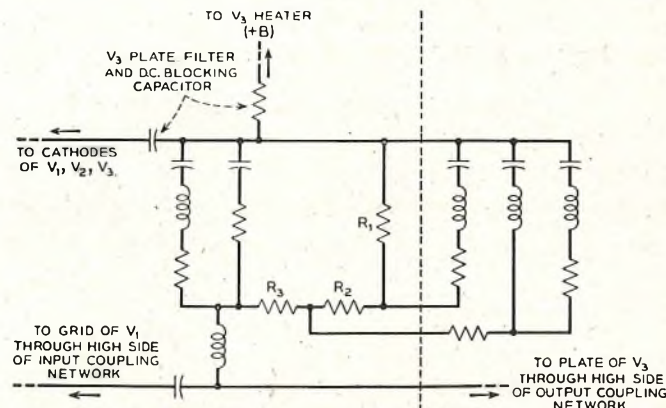 TO V3 HEATER
(+B)
V3 PLATE FILTER
AND D.C. BLOCKING
CAPACITOR
TO CATHODES
OF V1, V2, V3.
R1
R3
R2
TO GRID OF V1
THROUGH HIGH SIDE
OF INPUT COUPLING
NETWORK
TO PLATE OF V3
THROUGH HIGH SIDE
OF OUTPUT COUPLING
NETWORK